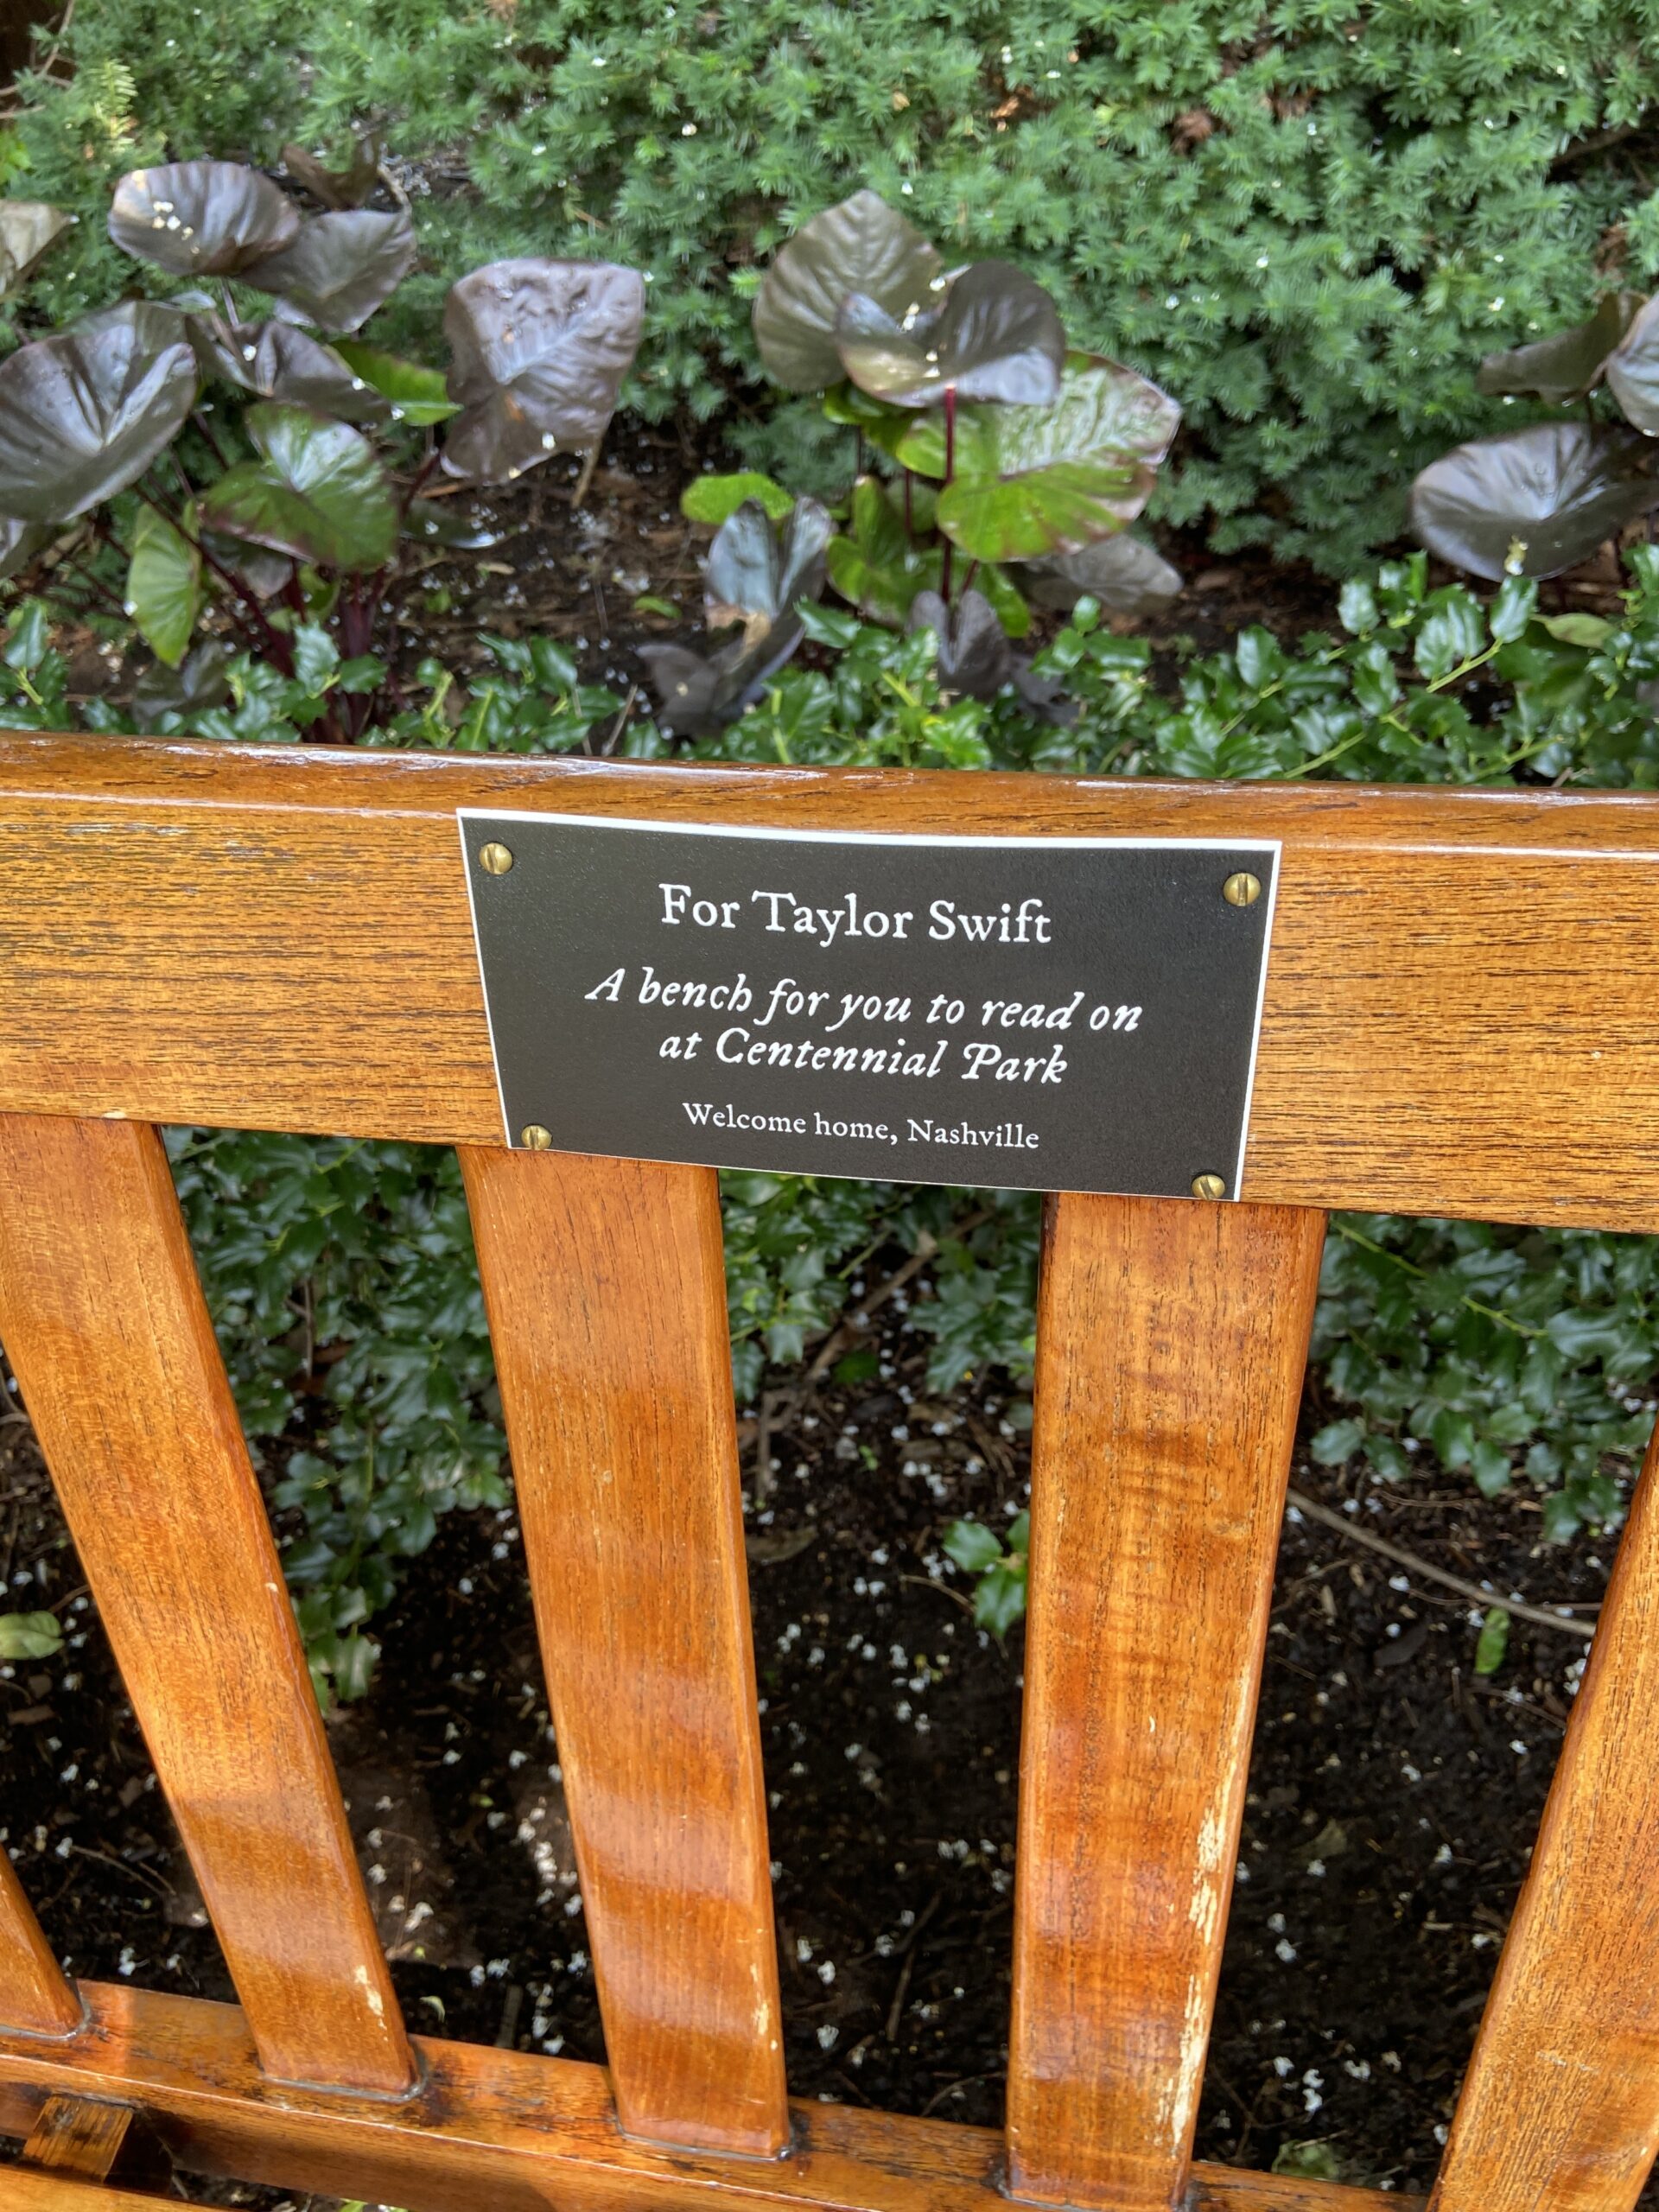 For Taylor Swift
A bench for you to read on
at Centennial Park
Welcome home, Nashville